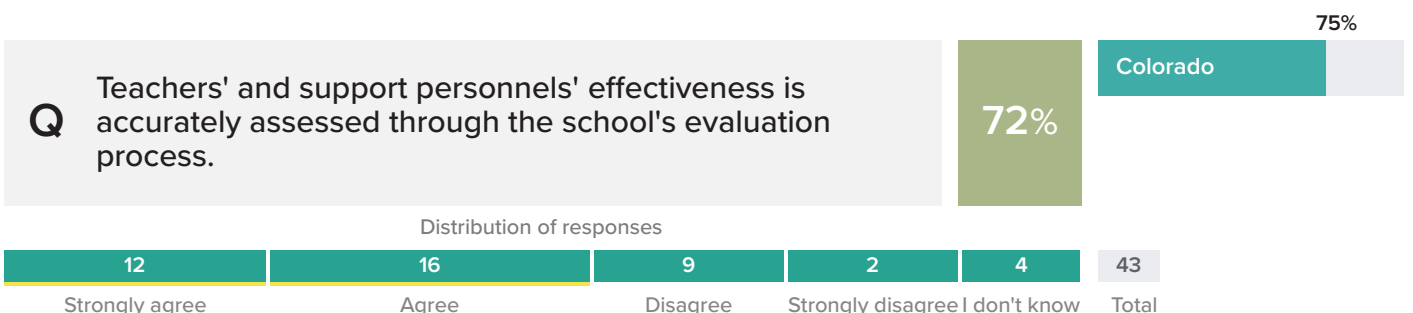 75%
Q
Teachers' and support personnels' effectiveness is
accurately assessed through the school's evaluation
process.
72%
Colorado
Distribution of responses
12 16 9 2 4 43
Strongly agree Agree Disagree Strongly disagree I don't know Total